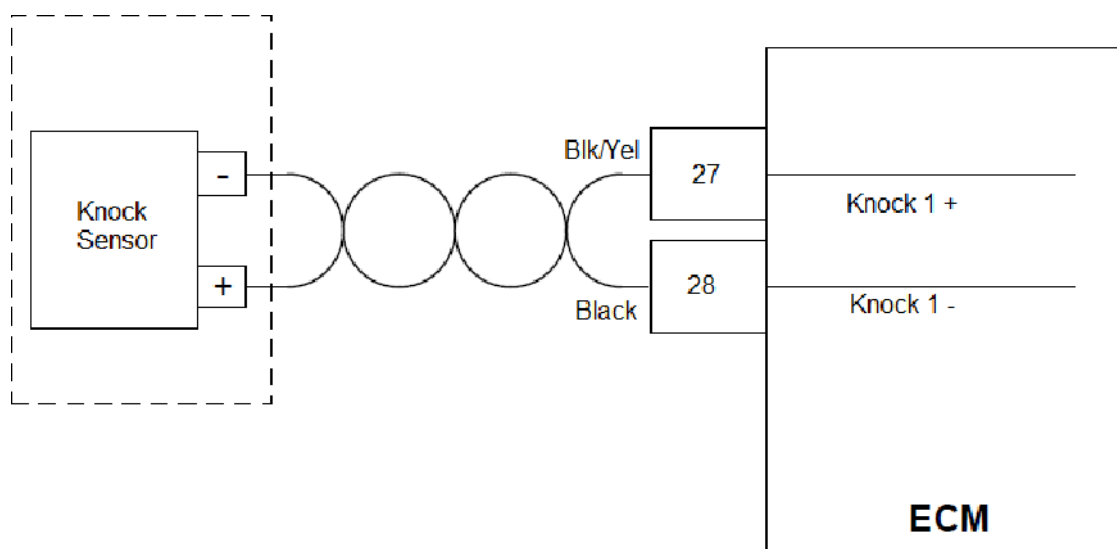 Knock
Sensor
-
+
Blk/Yel
Black
27
28
Knock 1 +
Knock 1 -
ECM